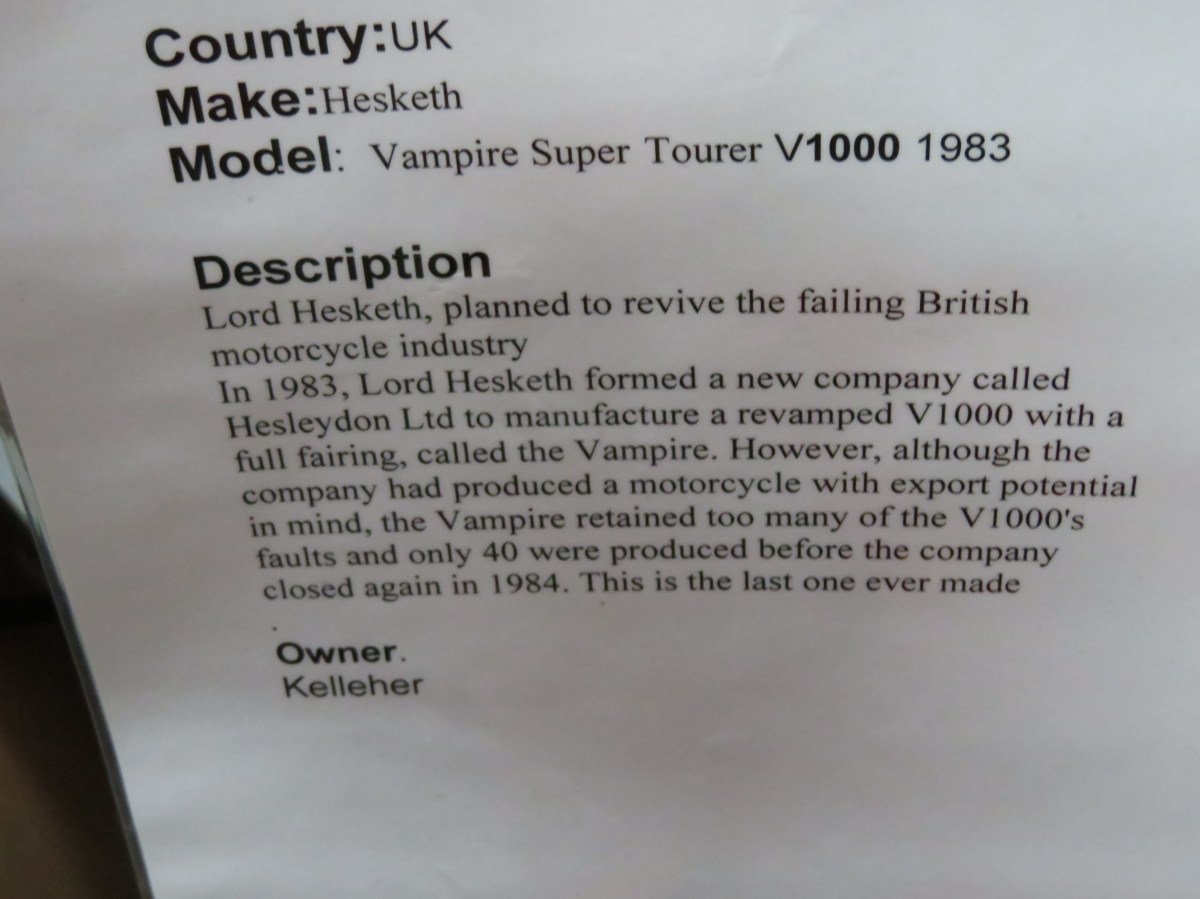 Country:UK
Make:Hesketh
Model: Vampire Super Tourer V1000 1983
Description
Lord Hesketh, planned to revive the failing British
motorcycle industry
In 1983, Lord Hesketh formed a new company called
Hesleydon Ltd to manufacture a revamped V1000 with a
full fairing, called the Vampire. However, although the
company had produced a motorcycle with export potential
in mind, the Vampire retained too many of the V1000's
faults and only 40 were produced before the company
closed again in 1984. This is the last one ever made
.
Owner.
Kelleher